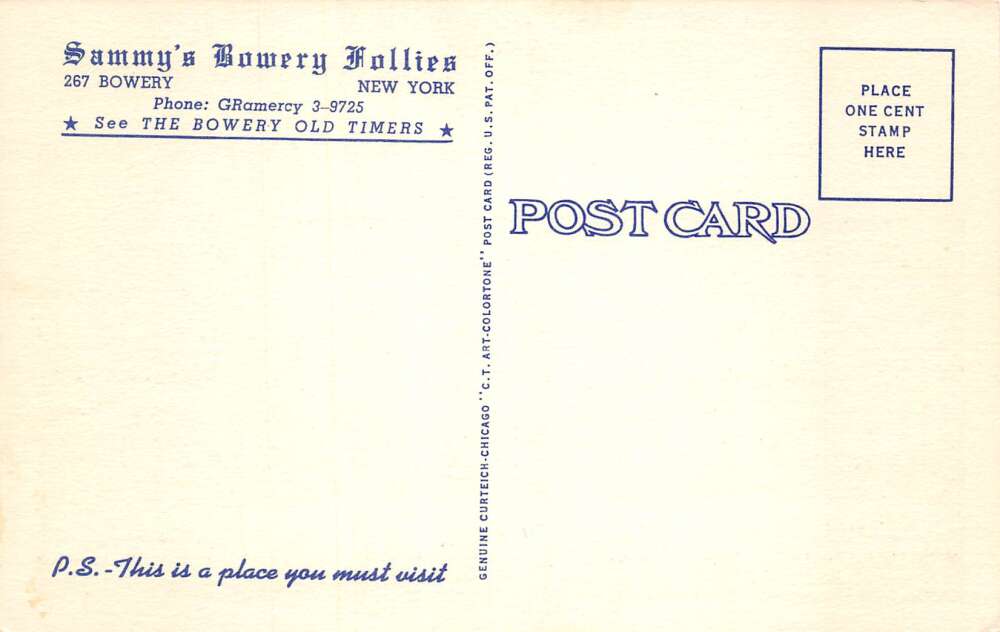 Sammy's Bowery Follies
267 BOWERY NEW YORK
Phone: GRamercy 3-9725
★ See THE BOWERY OLD TIMERS ★
P.S.-This is a place you must visit
GENUINE CURTEICH-CHICAGO "C.T. ART-COLORTONE" POST CARD (REG. U.S. PAT. OFF.)
POST CARD
PLACE
ONE CENT
STAMP
HERE